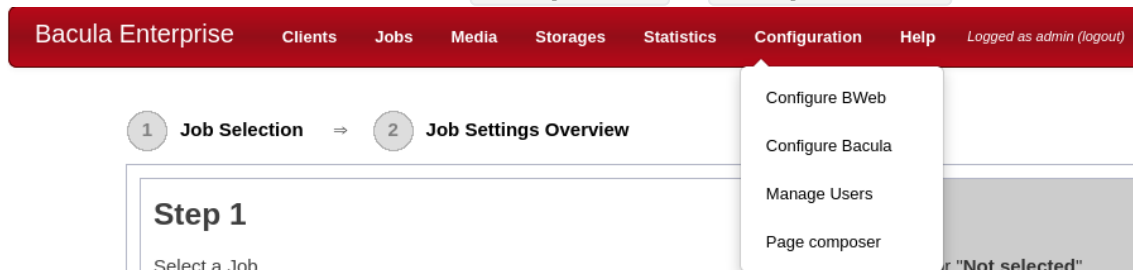 Bacula Enterprise Clients Jobs Media Storages Statistics Configuration Help Logged as admin (logout)
Configure BWeb
1 Job Selection ⇒ 2 Job Settings Overview
Configure Bacula
Manage Users
Step 1
Page composer
Select a Job "Not selected"